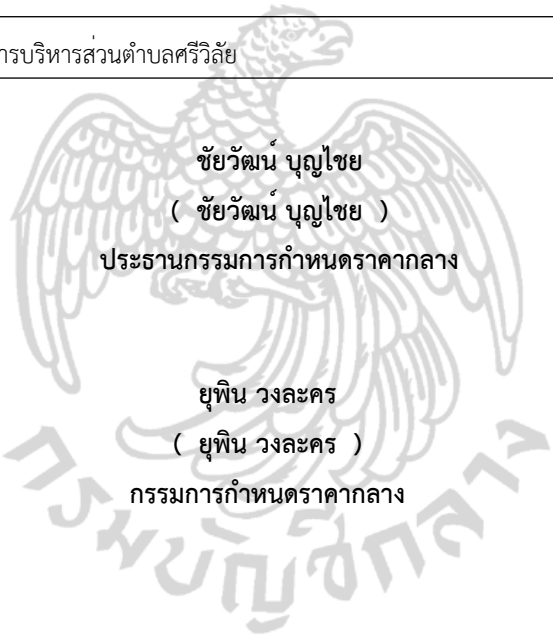 ารบริหารส่วนตำบลศรีวิลัย
ชัยวัฒน์ บุญไชย
( ชัยวัฒน์ บุญไชย )
ประธานกรรมการกำหนดราคากลาง
ยุพิน วงละคร
( ยุพิน วงละคร )
กรรมการกำหนดราคากลาง
กรมบัญชีกลาง